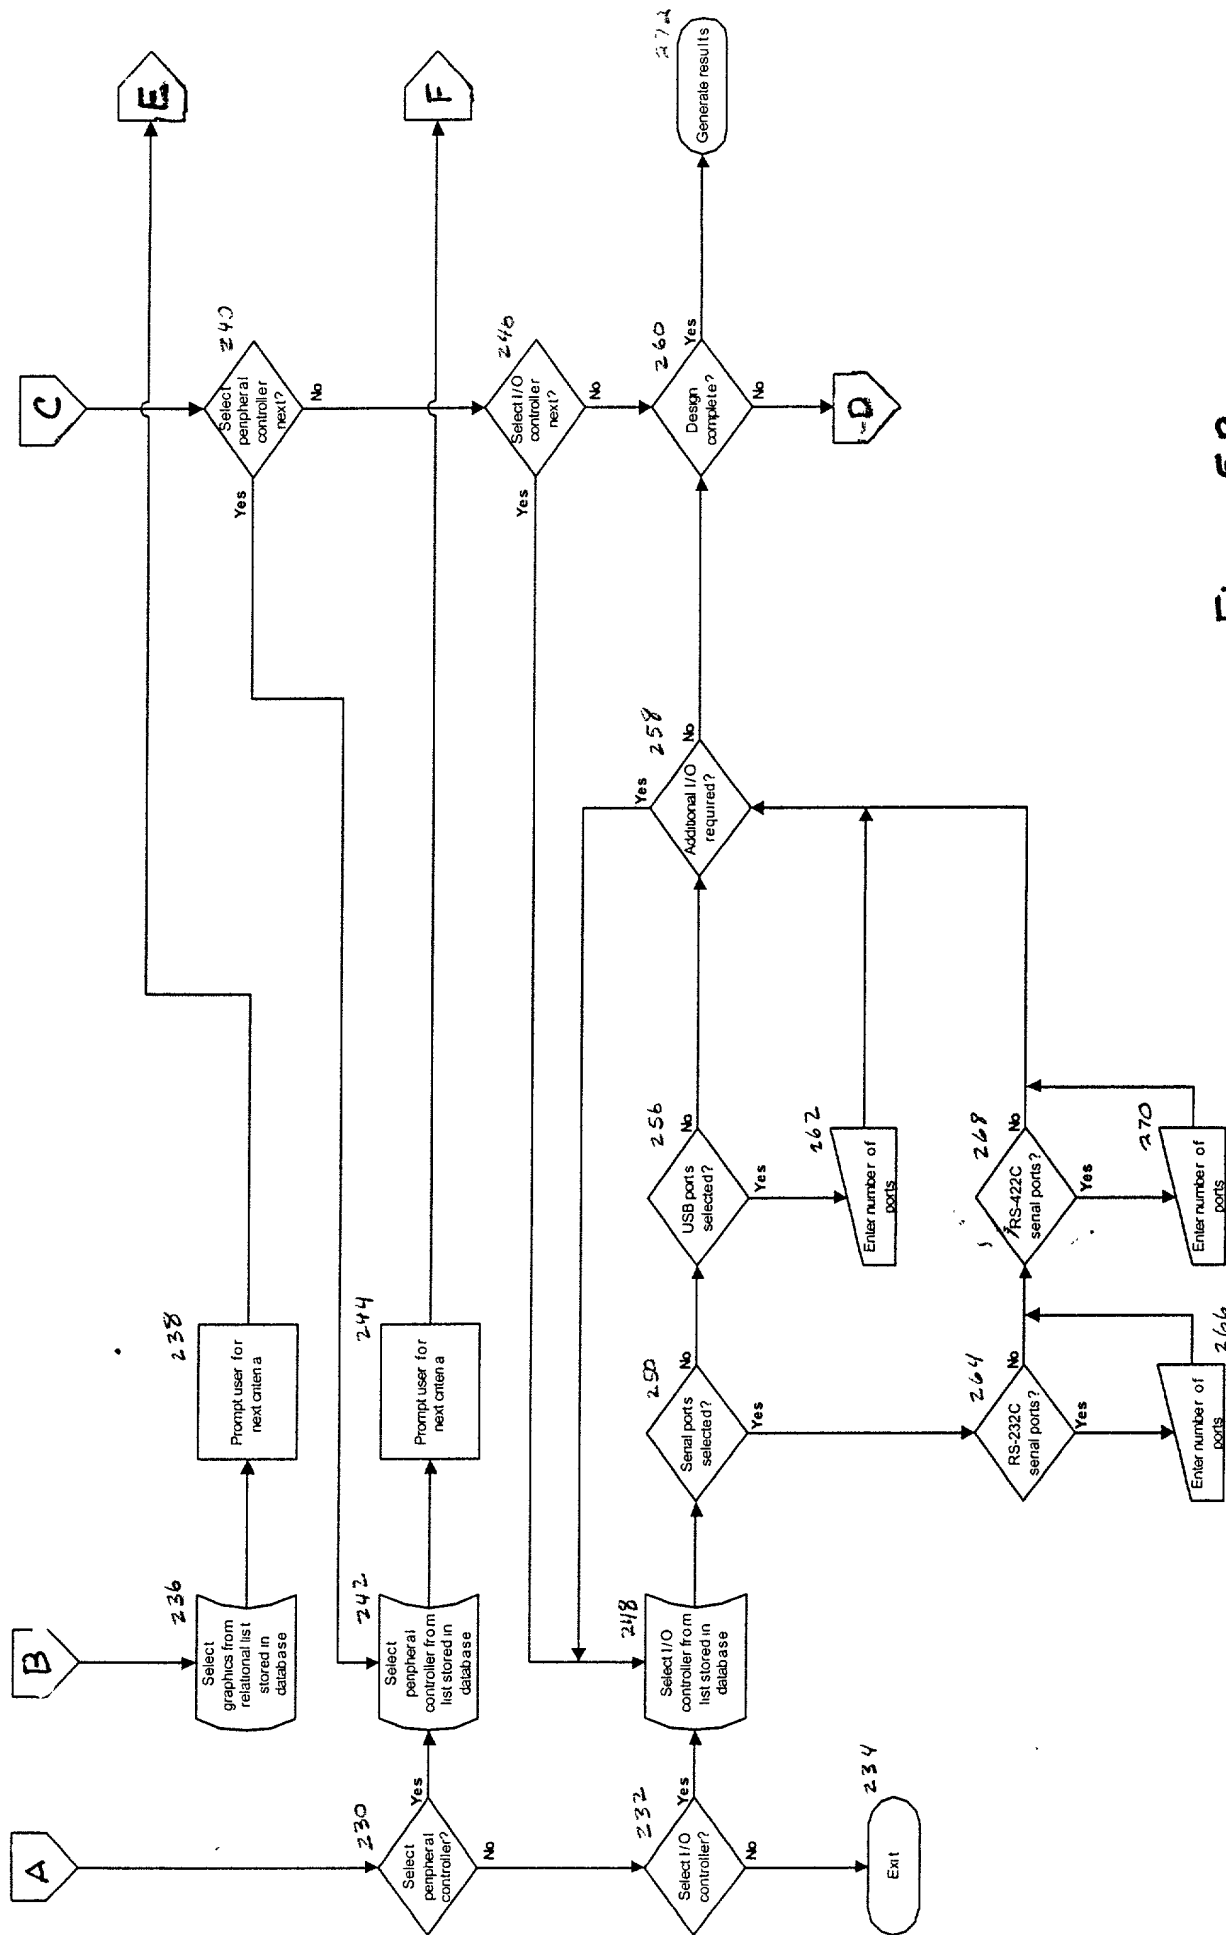 A
B
C
E
230
Select
peripheral
controller?
Yes
No
232
Select I/O
controller?
Yes
No
234
Exit
236
Select
graphics from
relational list
stored in
database
238
Prompt user for
next criteria
242
Select
peripheral
controller from
list stored in
database
244
Prompt user for
next criteria
F
240
Select
peripheral
controller
next?
Yes
No
246
Select I/O
controller
next?
Yes
No
248
Select I/O
controller from
list stored in
database
250
Serial ports
selected?
No
Yes
256
USB ports
selected?
No
Yes
258
Additional I/O
required?
Yes
No
260
Design
complete?
Yes
No
D
272
Generate results
262
Enter number of
ports
264
RS-232C
serial ports?
No
Yes
266
Enter number of
ports
268
RS-422C
serial ports?
No
Yes
270
Enter number of
ports